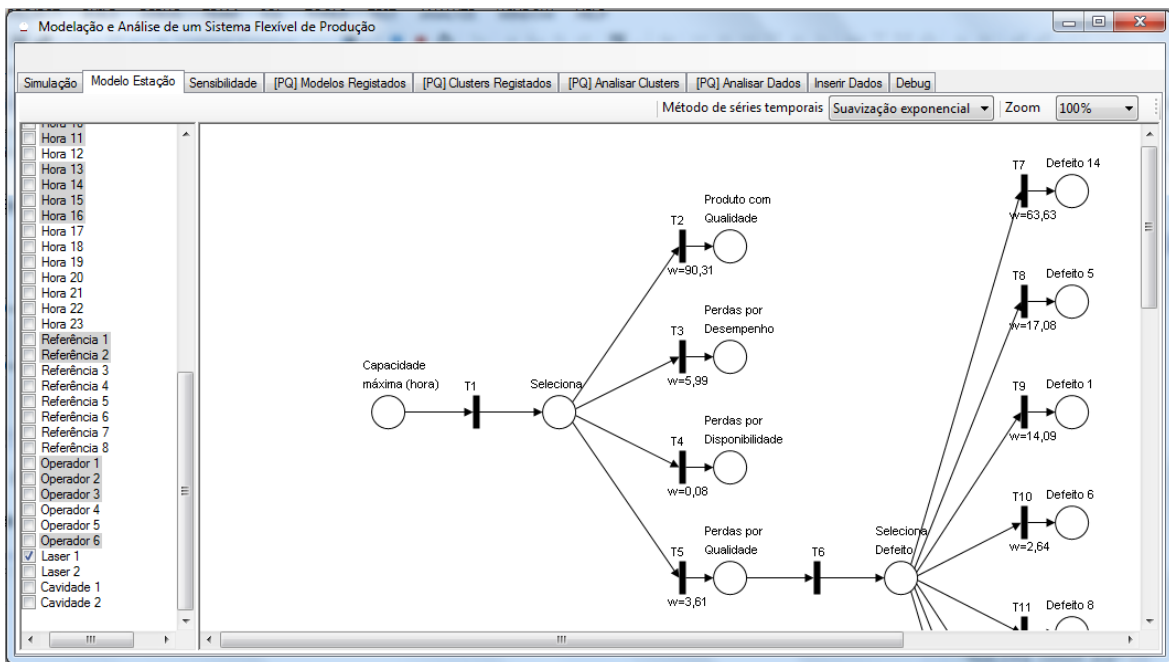 Modelação e Análise de um Sistema Flexível de Produção
Simulação Modelo Estação Sensibilidade [PQ] Modelos Registados [PQ] Clusters Registados [PQ] Analisar Clusters [PQ] Analisar Dados Inserir Dados Debug
Método de séries temporais Suavização exponencial Zoom 100%
Hora 11
Hora 12
Hora 13
Hora 14
Hora 15
Hora 16
Hora 17
Hora 18
Hora 19
Hora 20
Hora 21
Hora 22
Hora 23
Referência 1
Referência 2
Referência 3
Referência 4
Referência 5
Referência 6
Referência 7
Referência 8
Operador 1
Operador 2
Operador 3
Operador 4
Operador 5
Operador 6
Laser 1
Laser 2
Cavidade 1
Cavidade 2
Capacidade
máxima (hora)
T1
Seleciona
T2
Produto com
Qualidade
w=90,31
T3
Perdas por
Desempenho
w=5,99
T4
Perdas por
Disponibilidade
w=0,08
T5
Perdas por
Qualidade
w=3,61
T6
Seleciona
Defeito
T7 Defeito 14
w=63,63
T8 Defeito 5
w=17,08
T9 Defeito 1
w=14,09
T10 Defeito 6
w=2,64
T11 Defeito 8